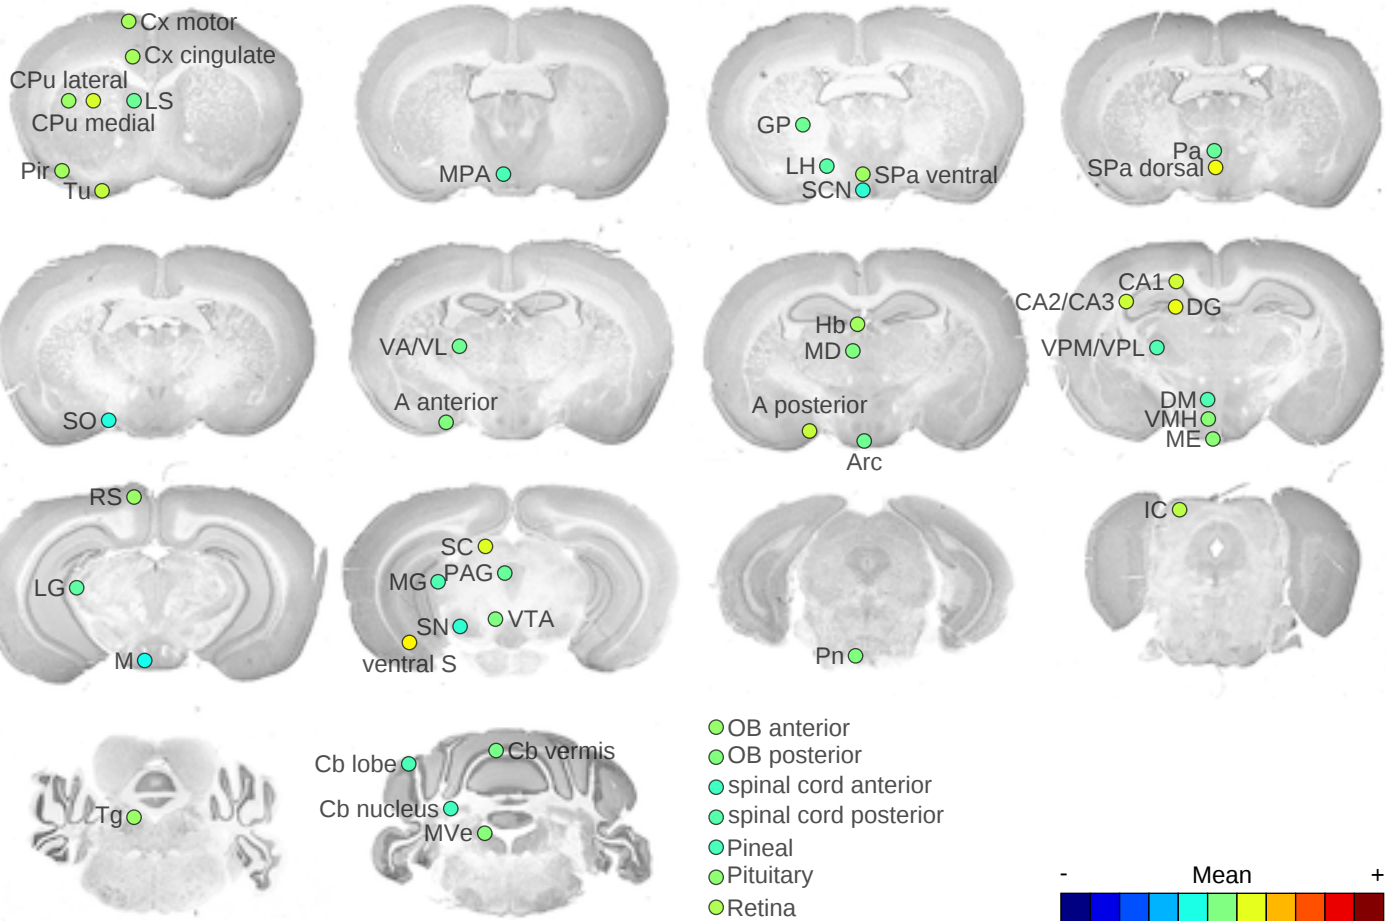 Cx motor
Cx cingulate
CPu lateral
LS
CPu medial
Pir
Tu
MPA
GP
LH
SPa ventral
SCN
Pa
SPa dorsal
SO
VA/VL
A anterior
Hb
MD
A posterior
Arc
CA1
CA2/CA3
DG
VPM/VPL
DM
VMH
ME
RS
LG
M
SC
MG PAG
SN VTA
ventral S
Pn
IC
Tg
Cb lobe
Cb vermis
Cb nucleus
MVe
OB anterior
OB posterior
spinal cord anterior
spinal cord posterior
Pineal
Pituitary
Retina
- Mean +